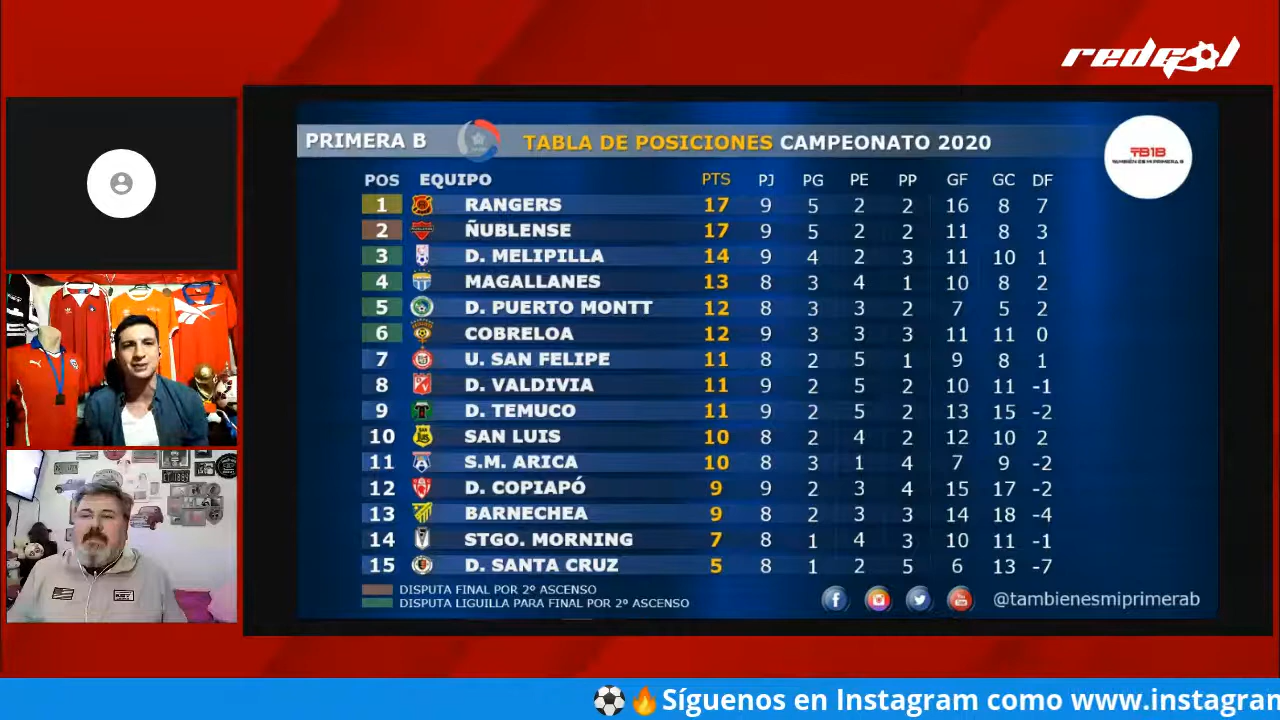 redgol
PRIMERA B TABLA DE POSICIONES CAMPEONATO 2020
TB1B
TAMBIÉN ES MI PRIMERA B
POS EQUIPO PTS PJ PG PE PP GF GC DF
1 RANGERS 17 9 5 2 2 16 8 7
2 ÑUBLENSE 17 9 5 2 2 11 8 3
3 D. MELIPILLA 14 9 4 2 3 11 10 1
4 MAGALLANES 13 8 3 4 1 10 8 2
5 D. PUERTO MONTT 12 8 3 3 2 7 5 2
6 COBRELOA 12 9 3 3 3 11 11 0
7 U. SAN FELIPE 11 8 2 5 1 9 8 1
8 D. VALDIVIA 11 9 2 5 2 10 11 -1
9 D. TEMUCO 11 9 2 5 2 13 15 -2
10 SAN LUIS 10 8 2 4 2 12 10 2
11 S.M. ARICA 10 8 3 1 4 7 9 -2
12 D. COPIAPÓ 9 9 2 3 4 15 17 -2
13 BARNECHEA 9 8 2 3 3 14 18 -4
14 STGO. MORNING 7 8 1 4 3 10 11 -1
15 D. SANTA CRUZ 5 8 1 2 5 6 13 -7
DISPUTA FINAL POR 2º ASCENSO
DISPUTA LIGUILLA PARA FINAL POR 2º ASCENSO
@tambienesmiprimerab
Síguenos en Instagram como www.instagran